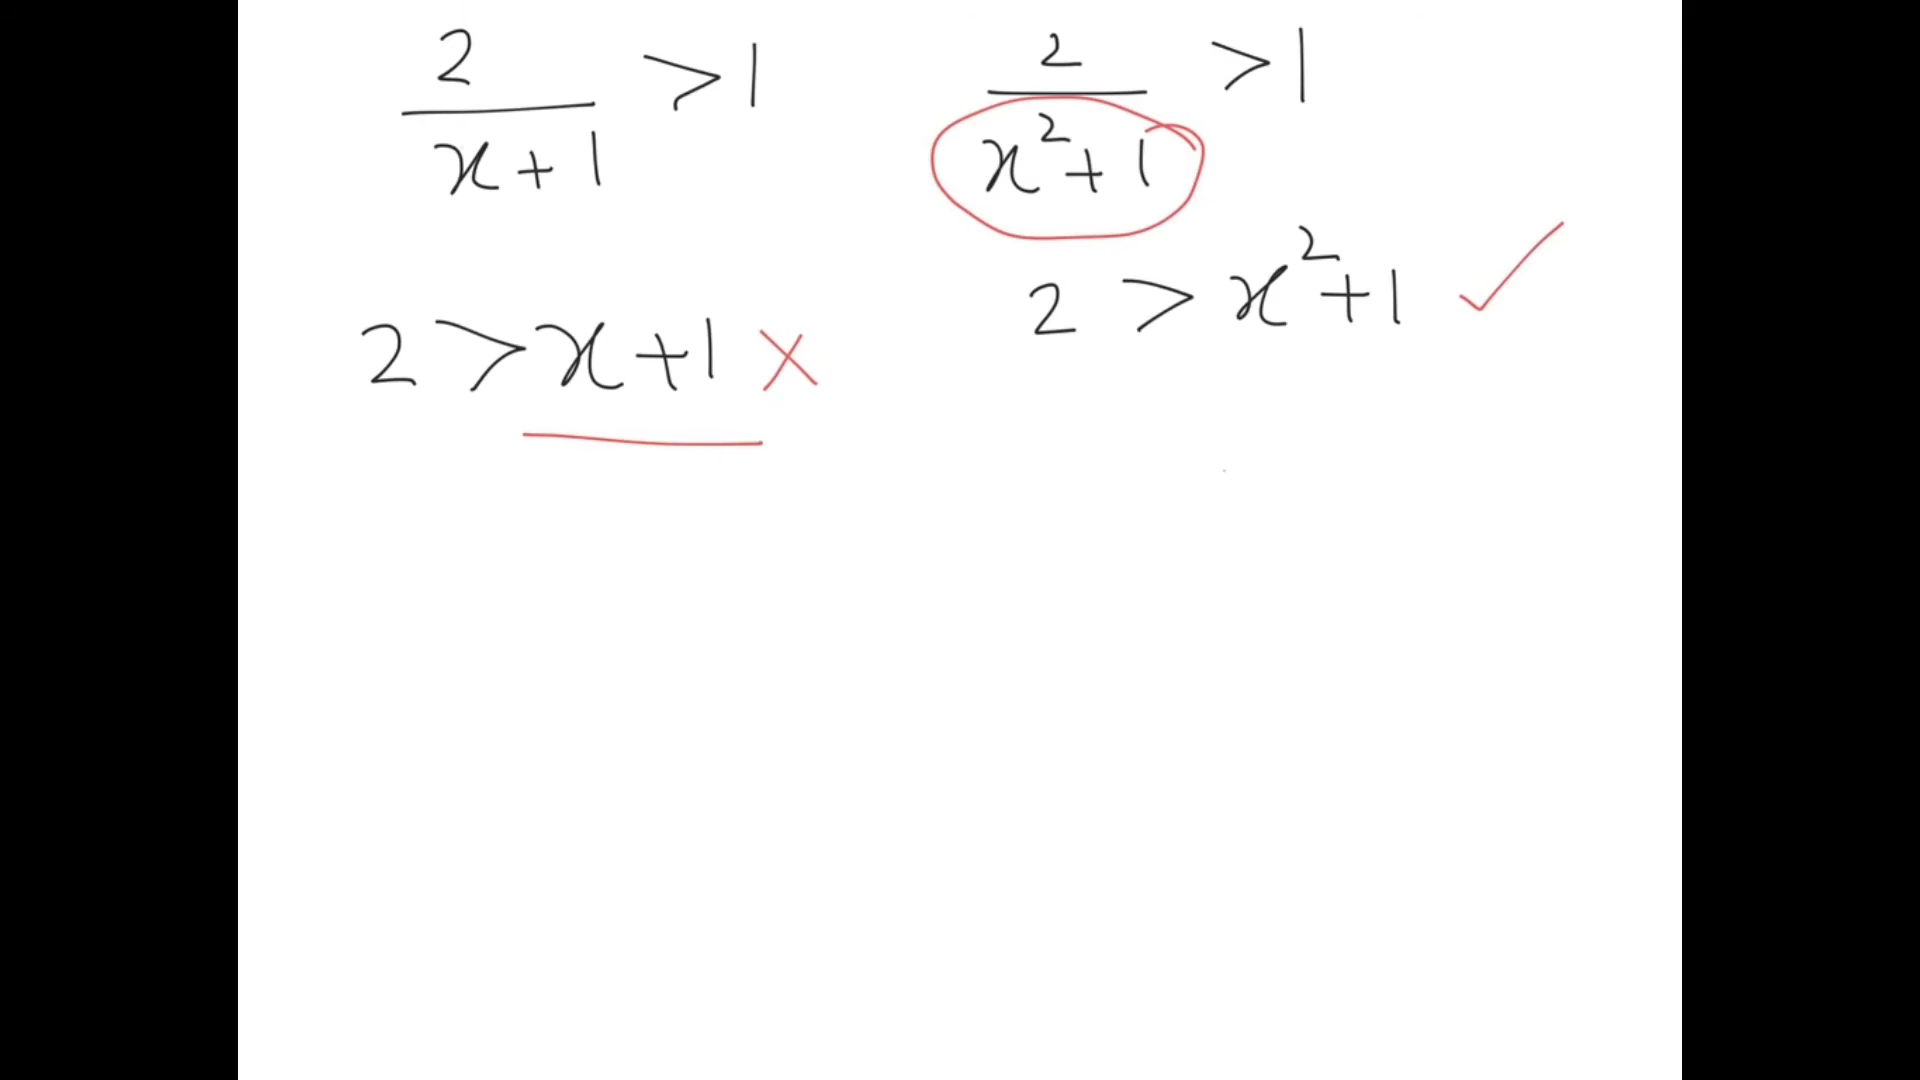 2/(x+1) > 1
2 > x+1 ×
2/(x²+1) > 1
2 > x²+1 ✓